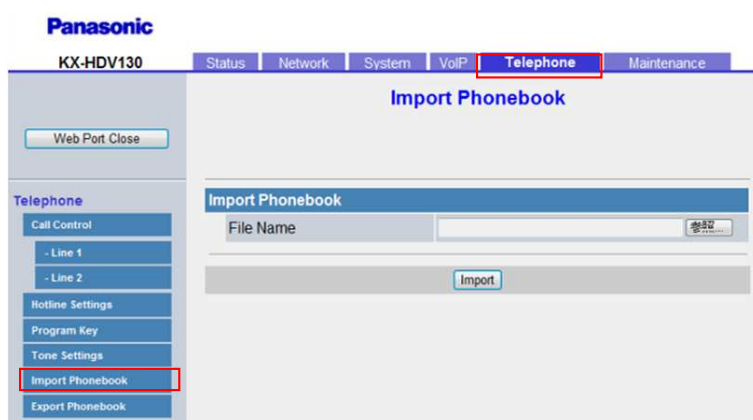 Panasonic
KX-HDV130
Status Network System VoIP Telephone Maintenance
Import Phonebook
Web Port Close
Telephone
Call Control
- Line 1
- Line 2
Hotline Settings
Program Key
Tone Settings
Import Phonebook
Export Phonebook
Import Phonebook
File Name
参照...
Import